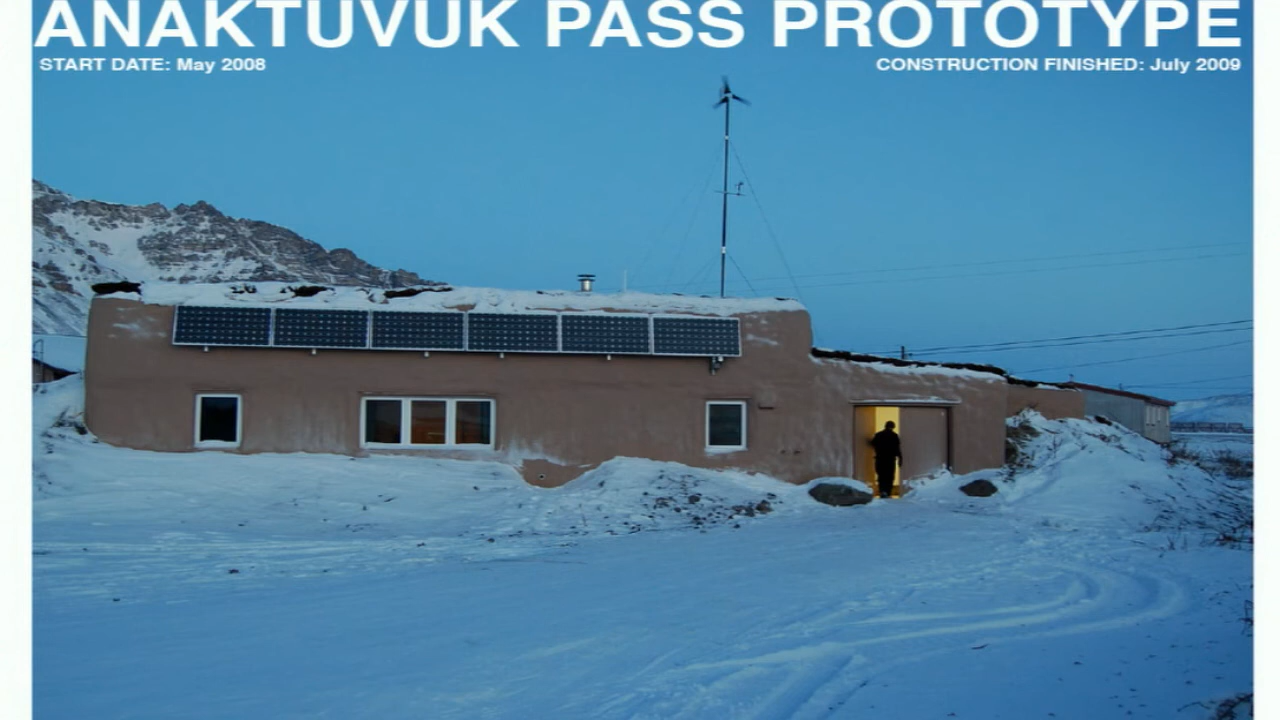 ANAKTUVUK PASS PROTOTYPE
START DATE: May 2008
CONSTRUCTION FINISHED: July 2009